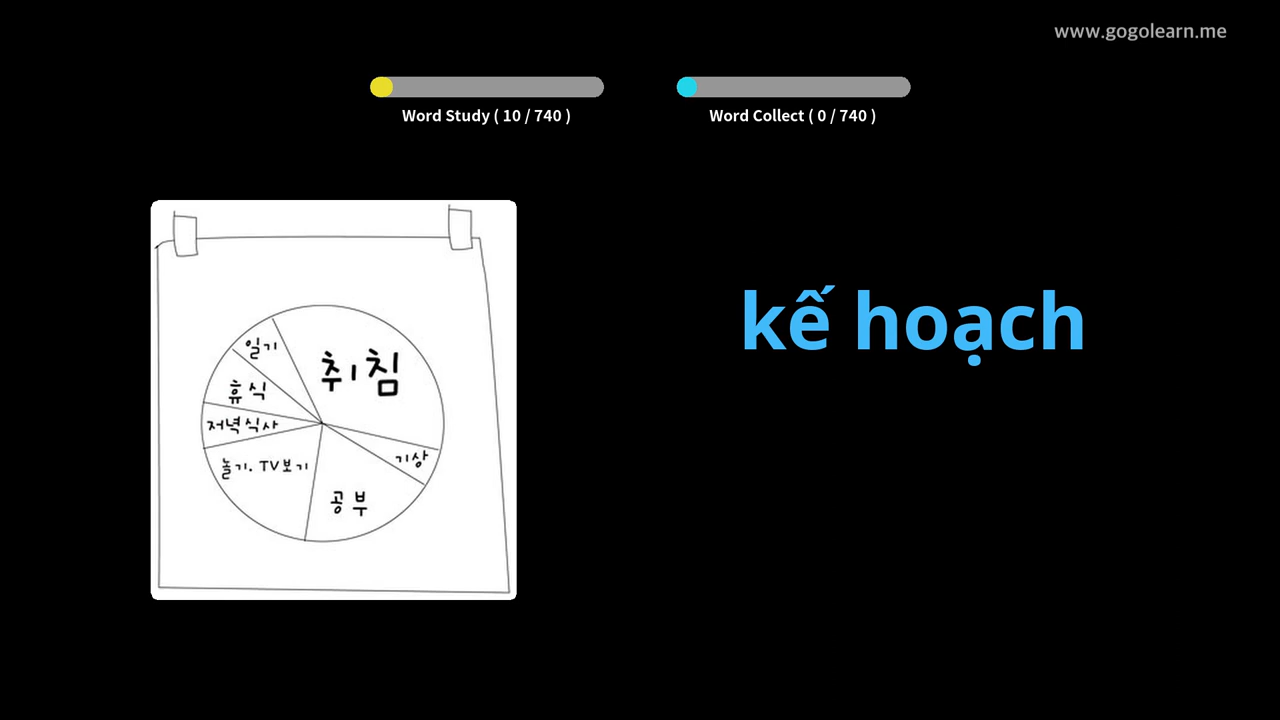 www.gogolearn.me
Word Study ( 10 / 740 )
Word Collect ( 0 / 740 )
kế hoạch
일기
취침
휴식
저녁식사
놀기. TV보기
기상
공부